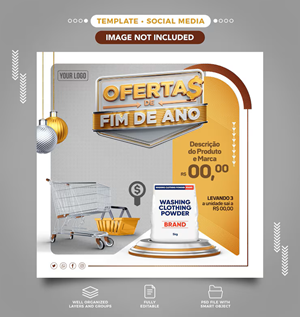 TEMPLATE • SOCIAL MEDIA
IMAGE NOT INCLUDED
YOUR LOGO
OFERTA$
DE
FIM DE ANO
Descrição
do Produto
e Marca
R$ 00,00
LEVANDO 3
a unidade sai a
R$ 00,00
WASHING
CLOTHING
POWDER
BRAND
1kg
WELL ORGANIZED
LAYERS AND GROUPS
FULLY
EDITABLE
PSD FILE WITH
SMART OBJECT